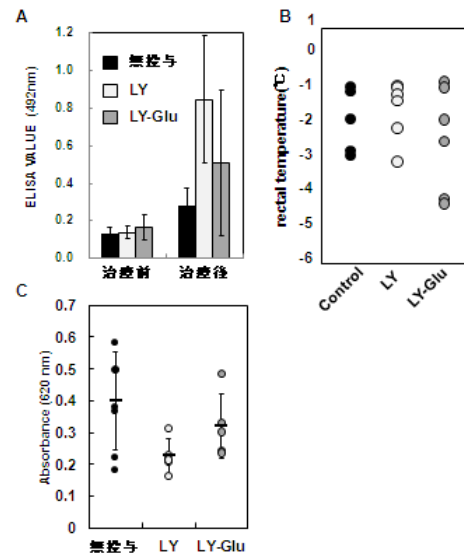 A
ELISA VALUE (492nm)
1.2
1.0
0.8
0.6
0.4
0.2
0.0
無投与
LY
LY-Glu
治療前
治療後
B
rectal temperature(℃)
1
0
-1
-2
-3
-4
-5
-6
Control
LY
LY-Glu
C
Absorbance (620 nm)
0.7
0.6
0.5
0.4
0.3
0.2
0.1
0
無投与
LY
LY-Glu